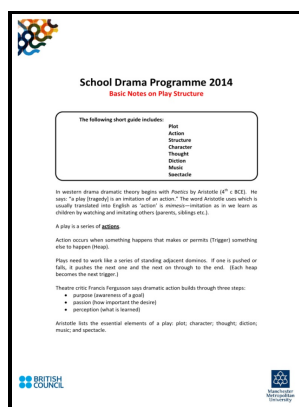 School Drama Programme 2014
Basic Notes on Play Structure
The following short guide includes:
Plot
Action
Structure
Character
Thought
Diction
Music
Spectacle
In western drama dramatic theory begins with Poetics by Aristotle (4th c BCE). He
says: "a play [tragedy] is an imitation of an action." The word Aristotle uses which is
usually translated into English as 'action' is mimesis—imitation as in we learn as
children by watching and imitating others (parents, siblings etc.).
A play is a series of actions.
Action occurs when something happens that makes or permits (Trigger) something
else to happen (Heap).
Plays need to work like a series of standing adjacent dominos. If one is pushed or
falls, it pushes the next one and the next on through to the end. (Each heap
becomes the next trigger.)
Theatre critic Francis Fergusson says dramatic action builds through three steps:
• purpose (awareness of a goal)
• passion (how important the desire)
• perception (what is learned)
Aristotle lists the essential elements of a play: plot; character; thought; diction;
music; and spectacle.
BRITISH
COUNCIL
Manchester
Metropolitan
University